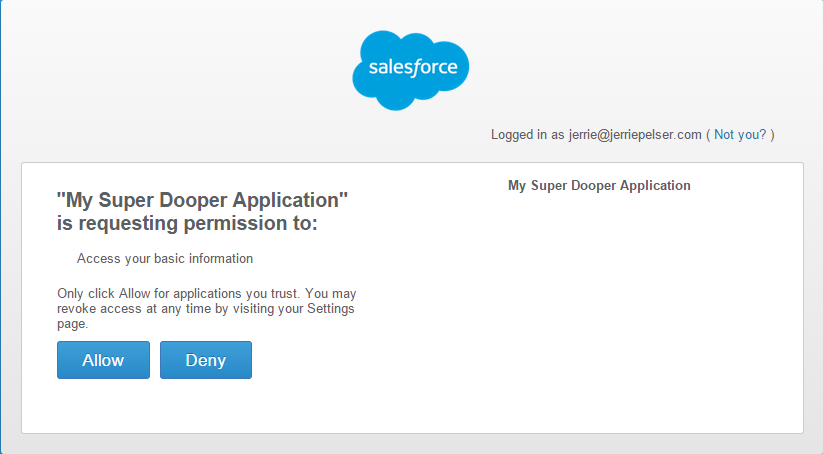 salesforce
Logged in as jerrie@jerriepelser.com ( Not you? )
"My Super Dooper Application"
is requesting permission to:
Access your basic information
Only click Allow for applications you trust. You may
revoke access at any time by visiting your Settings
page.
Allow Deny
My Super Dooper Application